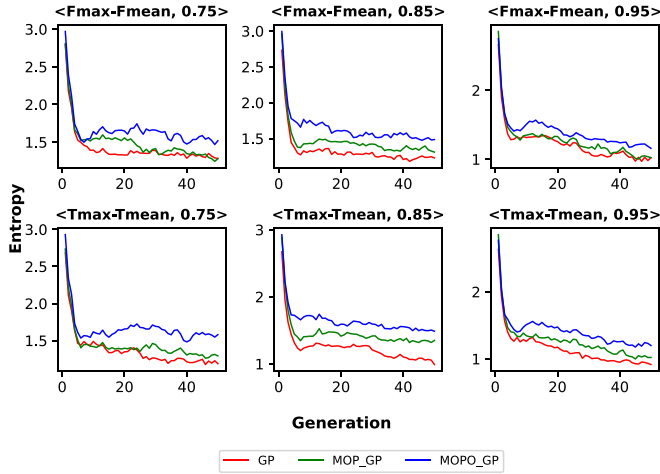 <Fmax-Fmean, 0.75> <Fmax-Fmean, 0.85> <Fmax-Fmean, 0.95>
3.0 3.0
2.5 2.5
2.0 2.0 2
1.5 1.5
1
0 20 40 0 20 40 0 20 40
Entropy
<Tmax-Tmean, 0.75> <Tmax-Tmean, 0.85> <Tmax-Tmean, 0.95>
3.0 3
2.5
2.0 2 2
1.5
1 1
0 20 40 0 20 40 0 20 40
Generation
GP MOP_GP MOPO_GP